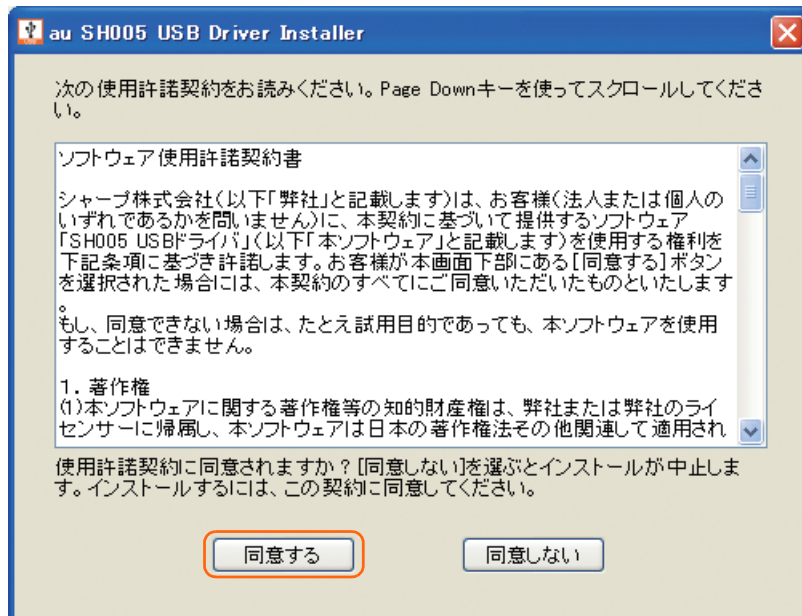 au SH005 USB Driver Installer
次の使用許諾契約をお読みください。Page Downキーを使ってスクロールしてくださ
い。
ソフトウェア使用許諾契約書
シャープ株式会社(以下「弊社」と記載します)は、お客様(法人または個人の
いずれであるかを問いません)に、本契約に基づいて提供するソフトウェア
「SH005 USBドライバ」(以下「本ソフトウェア」と記載します)を使用する権利を
下記条項に基づき許諾します。お客様が本画面下部にある[同意する]ボタン
を選択された場合には、本契約のすべてにご同意いただいたものといたします
。
もし、同意できない場合は、たとえ試用目的であっても、本ソフトウェアを使用
することはできません。
1. 著作権
(1)本ソフトウェアに関する著作権等の知的財産権は、弊社または弊社のライ
センサーに帰属し、本ソフトウェアは日本の著作権法その他関連して適用され
使用許諾契約に同意されますか？[同意しない]を選ぶとインストールが中止しま
す。インストールするには、この契約に同意してください。
同意する
同意しない